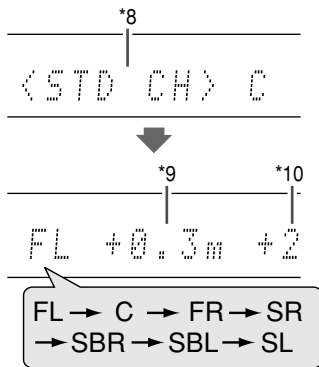 *8
<STD CH> C
*9 *10
FL +0.3m +2
FL → C → FR → SR
→ SBR → SBL → SL